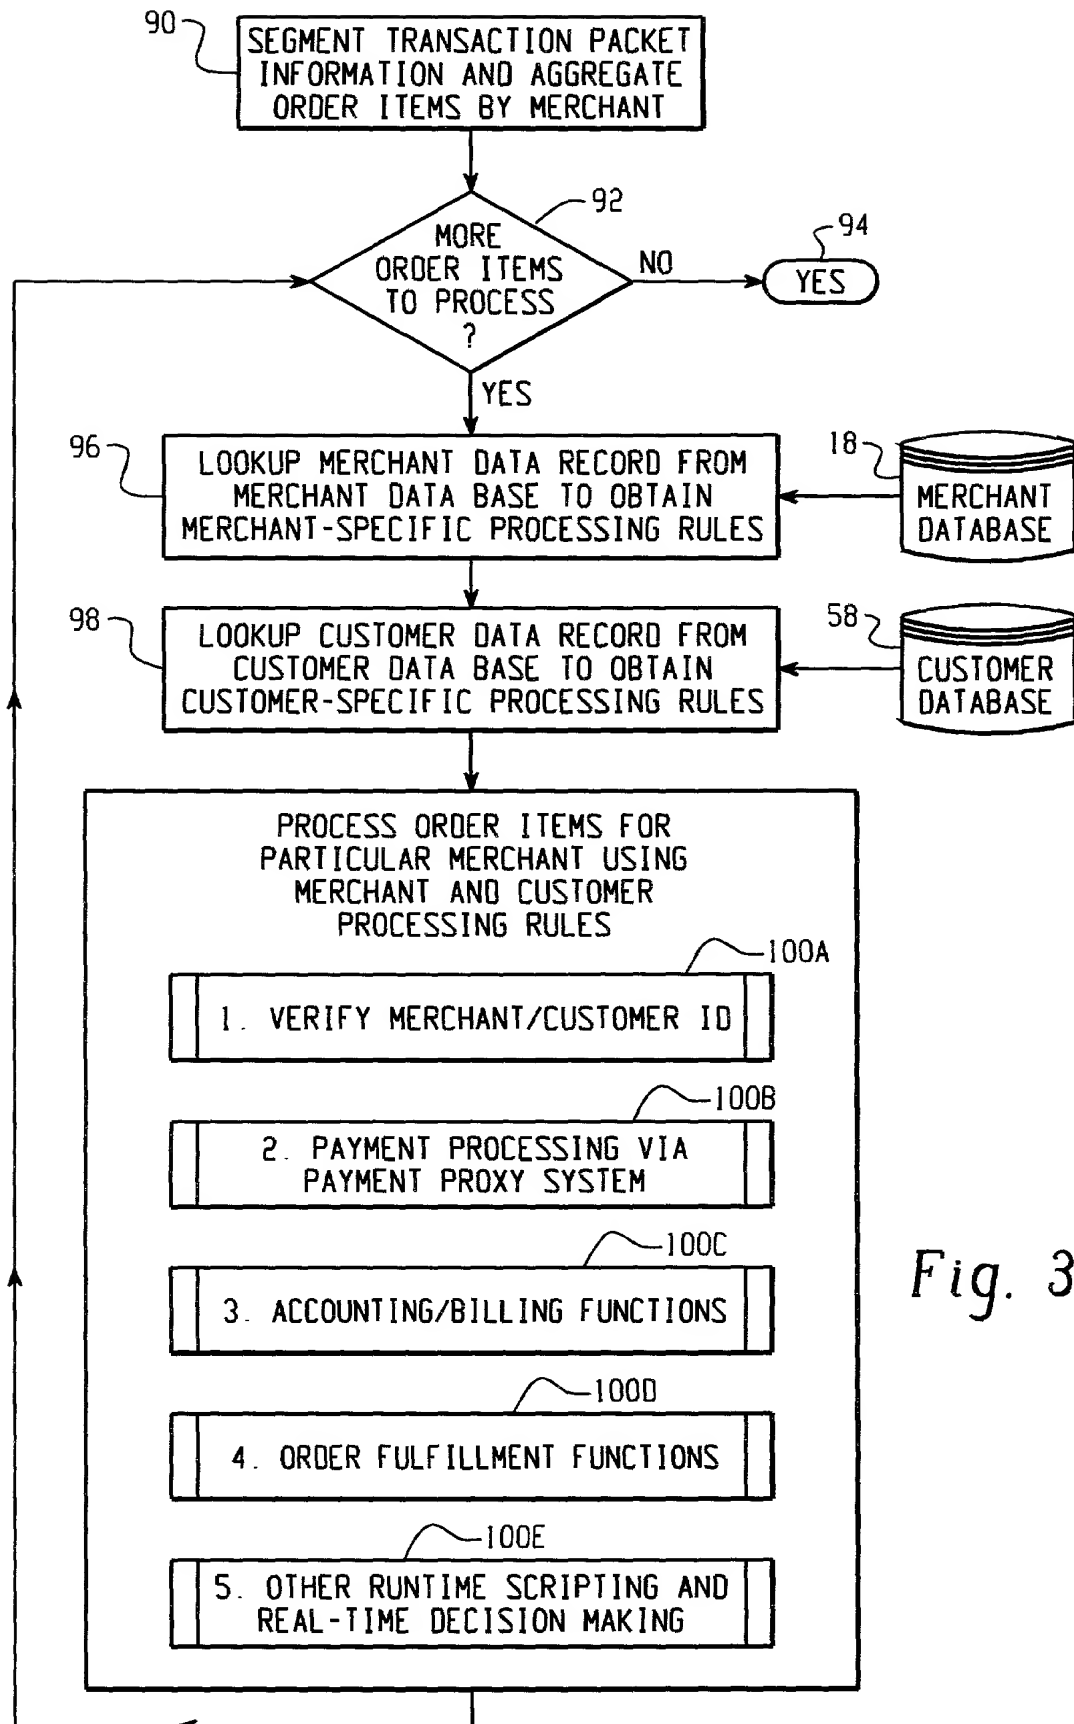 90
SEGMENT TRANSACTION PACKET
INFORMATION AND AGGREGATE
ORDER ITEMS BY MERCHANT
92
MORE
ORDER ITEMS
TO PROCESS
?
NO
94
YES
YES
96
LOOKUP MERCHANT DATA RECORD FROM
MERCHANT DATA BASE TO OBTAIN
MERCHANT-SPECIFIC PROCESSING RULES
18
MERCHANT
DATABASE
98
LOOKUP CUSTOMER DATA RECORD FROM
CUSTOMER DATA BASE TO OBTAIN
CUSTOMER-SPECIFIC PROCESSING RULES
58
CUSTOMER
DATABASE
PROCESS ORDER ITEMS FOR
PARTICULAR MERCHANT USING
MERCHANT AND CUSTOMER
PROCESSING RULES
100A
1. VERIFY MERCHANT/CUSTOMER ID
100B
2. PAYMENT PROCESSING VIA
PAYMENT PROXY SYSTEM
100C
3. ACCOUNTING/BILLING FUNCTIONS
100D
4. ORDER FULFILLMENT FUNCTIONS
100E
5. OTHER RUNTIME SCRIPTING AND
REAL-TIME DECISION MAKING
Fig. 3